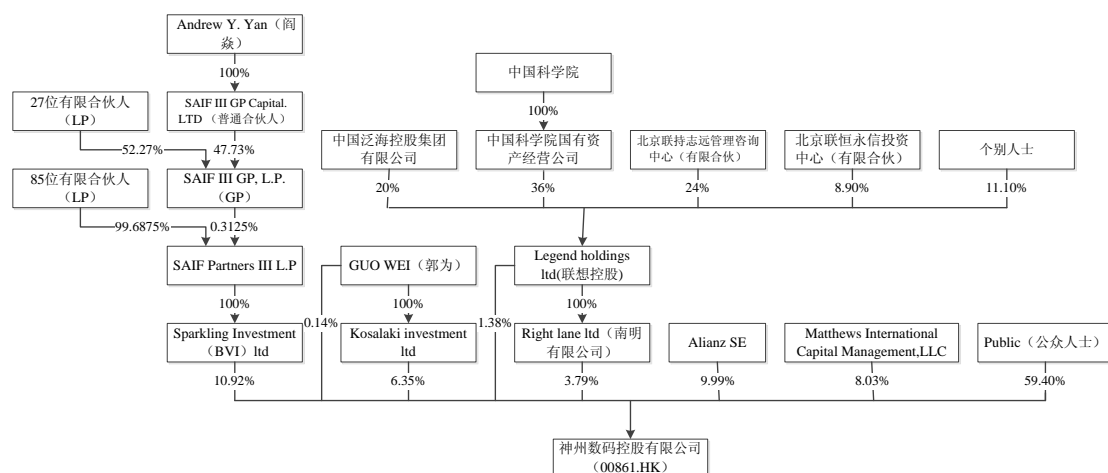 Andrew Y. Yan（阎
焱）
100%
中国科学院
27位有限合伙人
（LP）
SAIF III GP Capital.
LTD（普通合伙人）
100%
52.27%
47.73%
中国泛海控股集团
有限公司
中国科学院国有资
产经营公司
北京联持志远管理咨询
中心（有限合伙）
北京联恒永信投资
中心（有限合伙）
个别人士
85位有限合伙人
（LP）
SAIF III GP, L.P.
（GP）
20%
36%
24%
8.90%
11.10%
99.6875%
0.3125%
SAIF Partners III L.P
GUO WEI（郭为）
Legend holdings
ltd(联想控股)
100%
100%
100%
0.14%
1.38%
Sparkling Investment
（BVI）ltd
Kosalaki investment
ltd
Right lane ltd（南明
有限公司）
Alianz SE
Matthews International
Capital Management,LLC
Public（公众人士）
10.92%
6.35%
3.79%
9.99%
8.03%
59.40%
神州数码控股有限公司
（00861.HK）